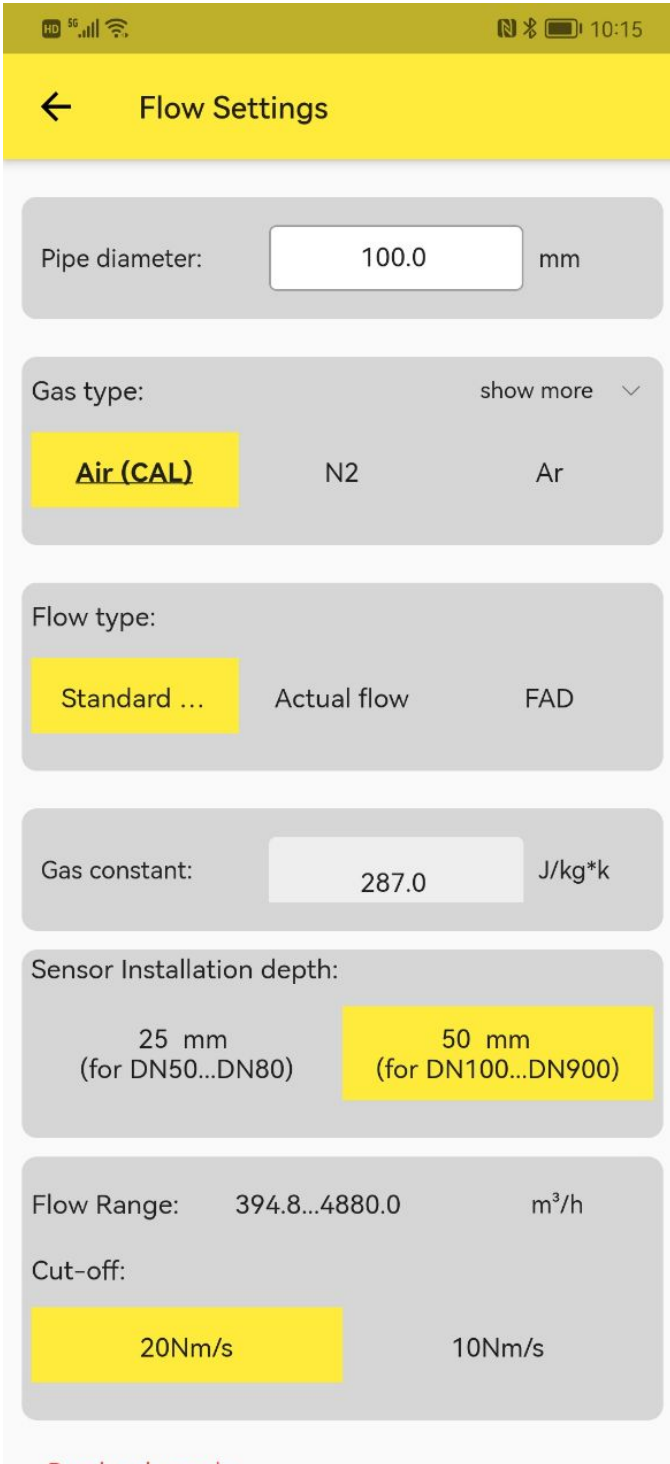 HD 5G 10:15
Flow Settings
Pipe diameter: 100.0 mm
Gas type: show more
Air (CAL) N2 Ar
Flow type:
Standard ... Actual flow FAD
Gas constant: 287.0 J/kg*k
Sensor Installation depth:
25 mm 50 mm
(for DN50...DN80) (for DN100...DN900)
Flow Range: 394.8...4880.0 m³/h
Cut-off:
20Nm/s 10Nm/s